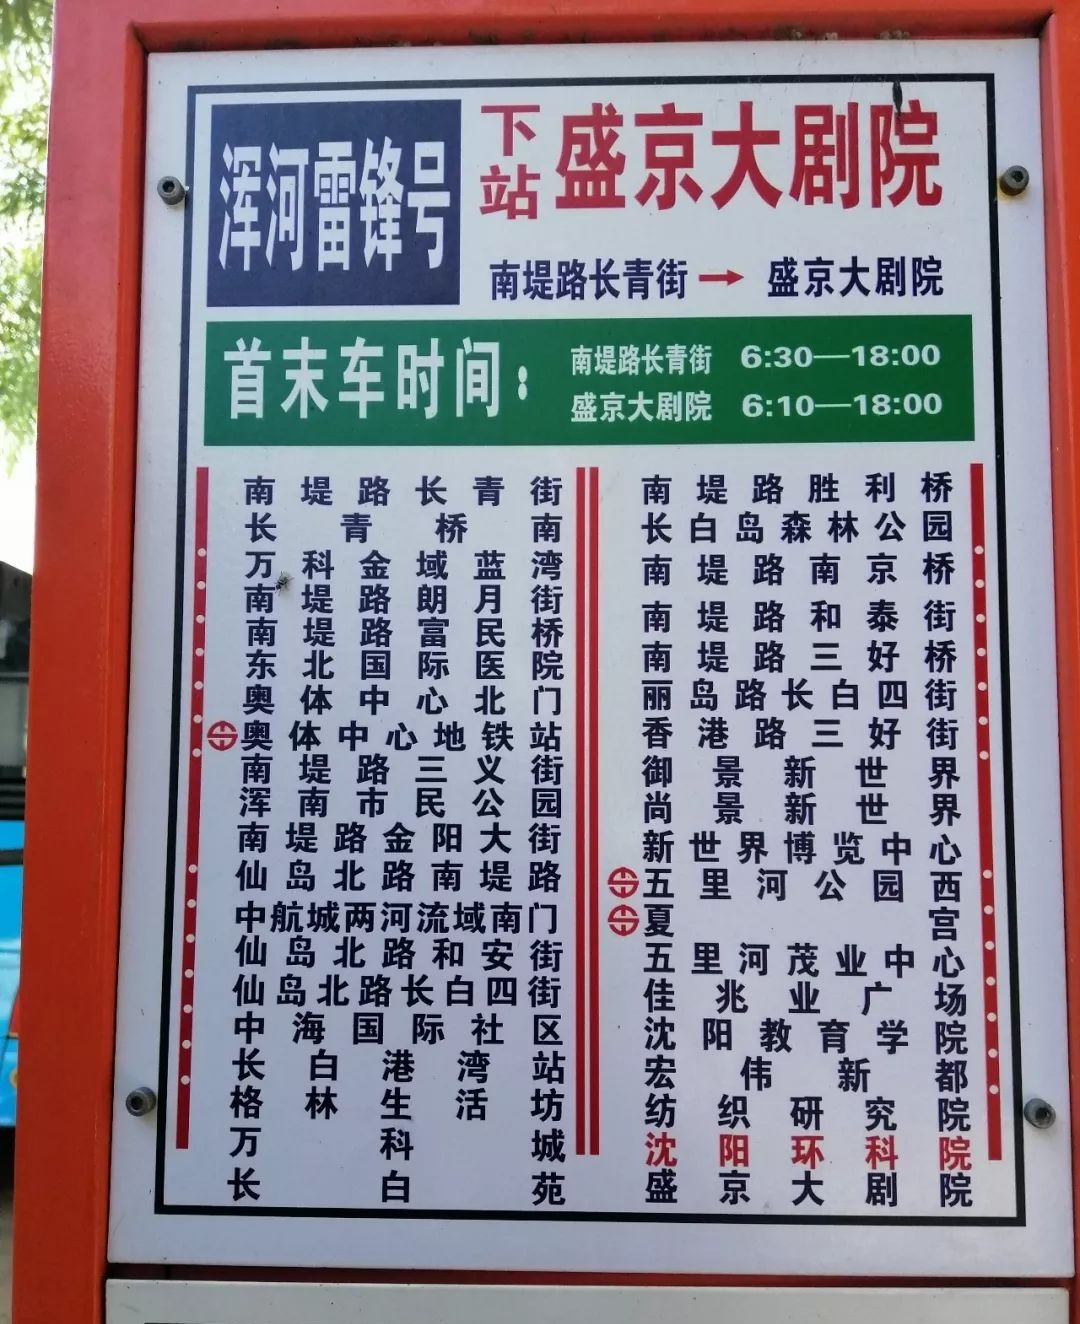 浑河雷锋号
下站 盛京大剧院
南堤路长青街→盛京大剧院
首末车时间：
南堤路长青街 6:30—18:00
盛京大剧院 6:10—18:00
南堤路长青街
长青桥南
万科金域蓝湾
南堤路朗月街
南堤路富民桥
东北国际医院
奥体中心北门
奥体中心地铁站
南堤路三义街
浑南市民公园
南堤路金阳大街
仙岛北路南堤路
中航城两河流域南门
仙岛北路和安街
仙岛北路长白四街
中海国际社区
长白港湾站
格林生活坊
万科城
长白苑
南堤路胜利桥
长白岛森林公园
南堤路南京桥
南堤路和泰街
南堤路三好桥
丽岛路长白四街
香港路三好街
御景新世界
尚景新世界
新世界博览中心
五里河公园西
夏宫
五里河茂业中心
佳兆业广场
沈阳教育学院
宏伟新都
纺织研究院
沈阳环科院
盛京大剧院